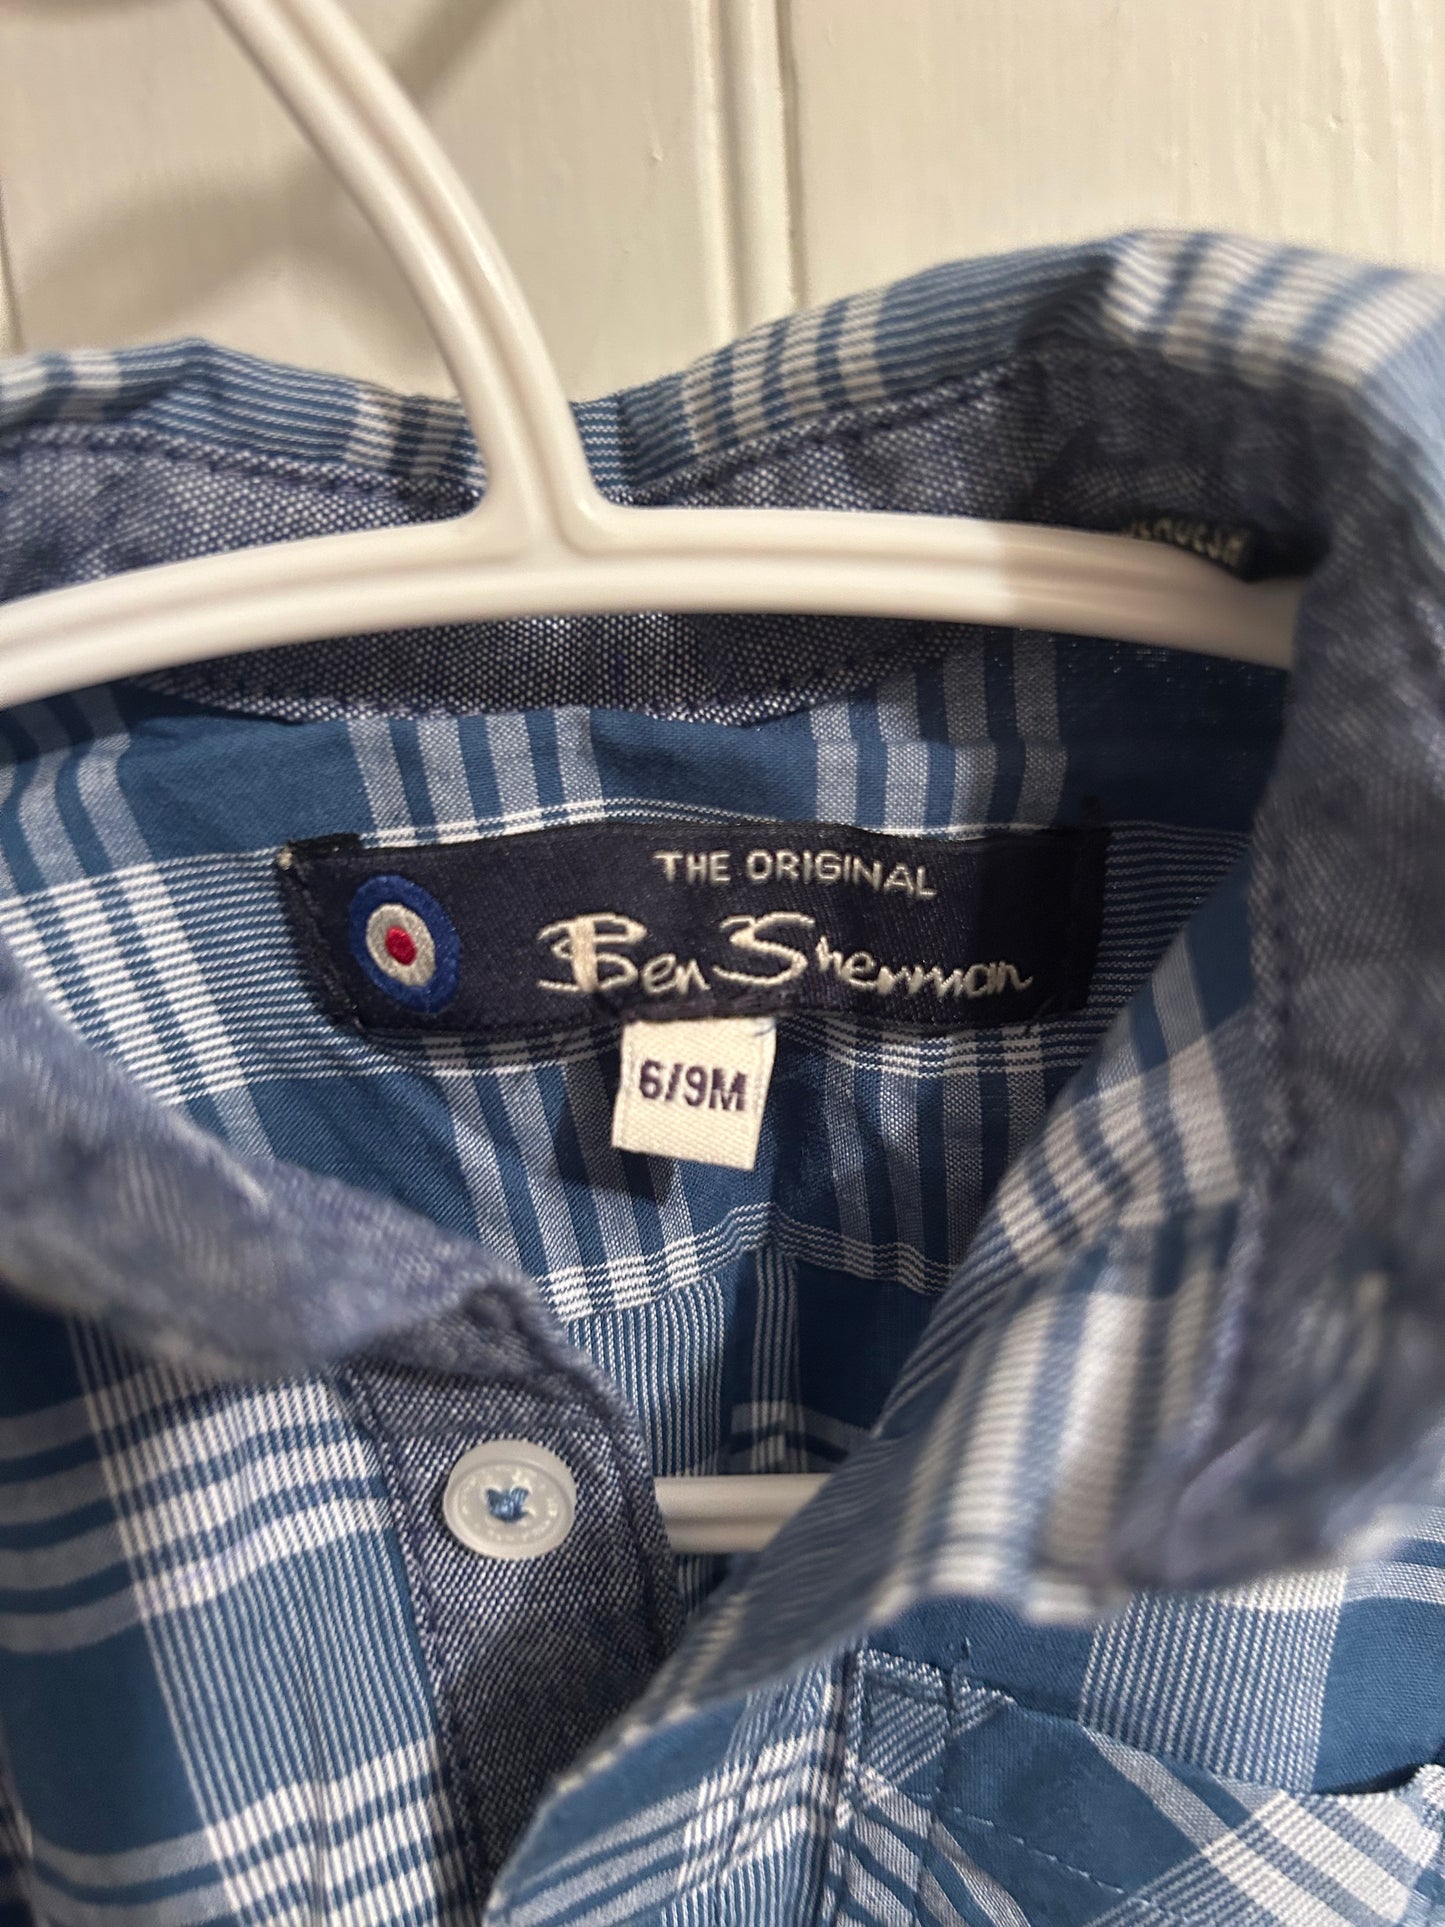 THE ORIGINAL
Ben Sherman
6/9M